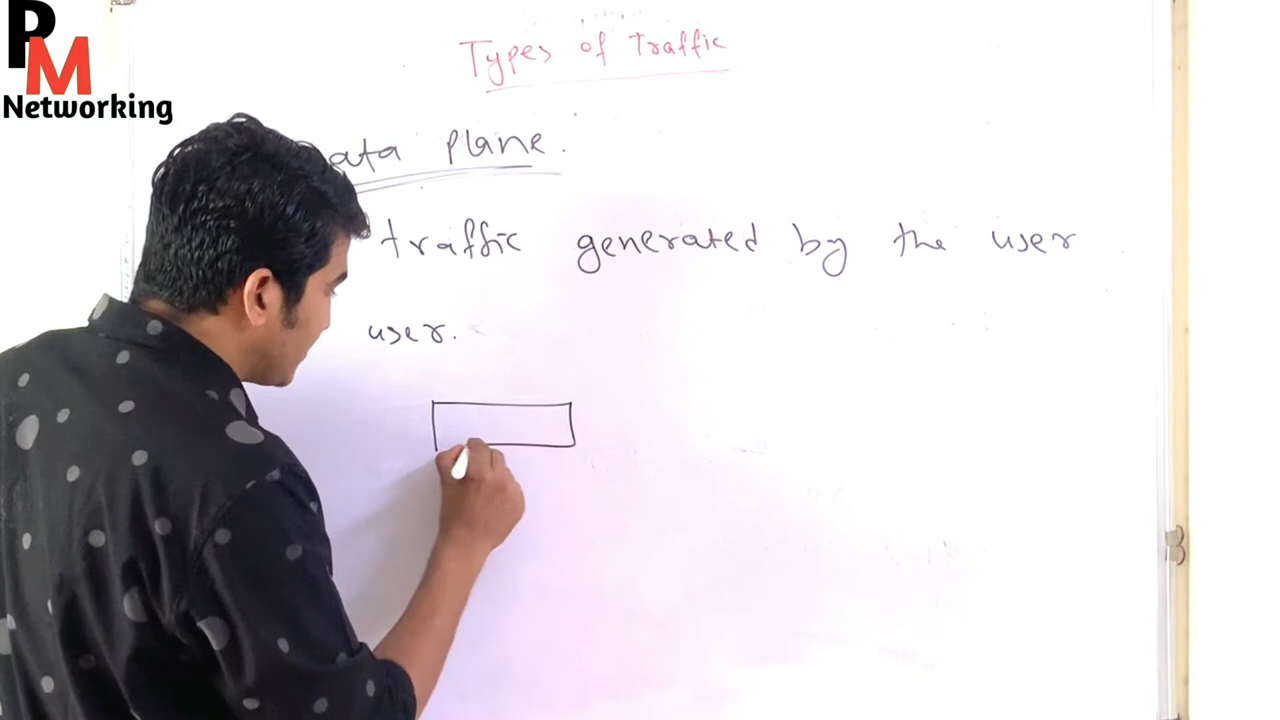 PM
Networking
Types of Traffic
ata Plane.
traffic generated by the user
user.